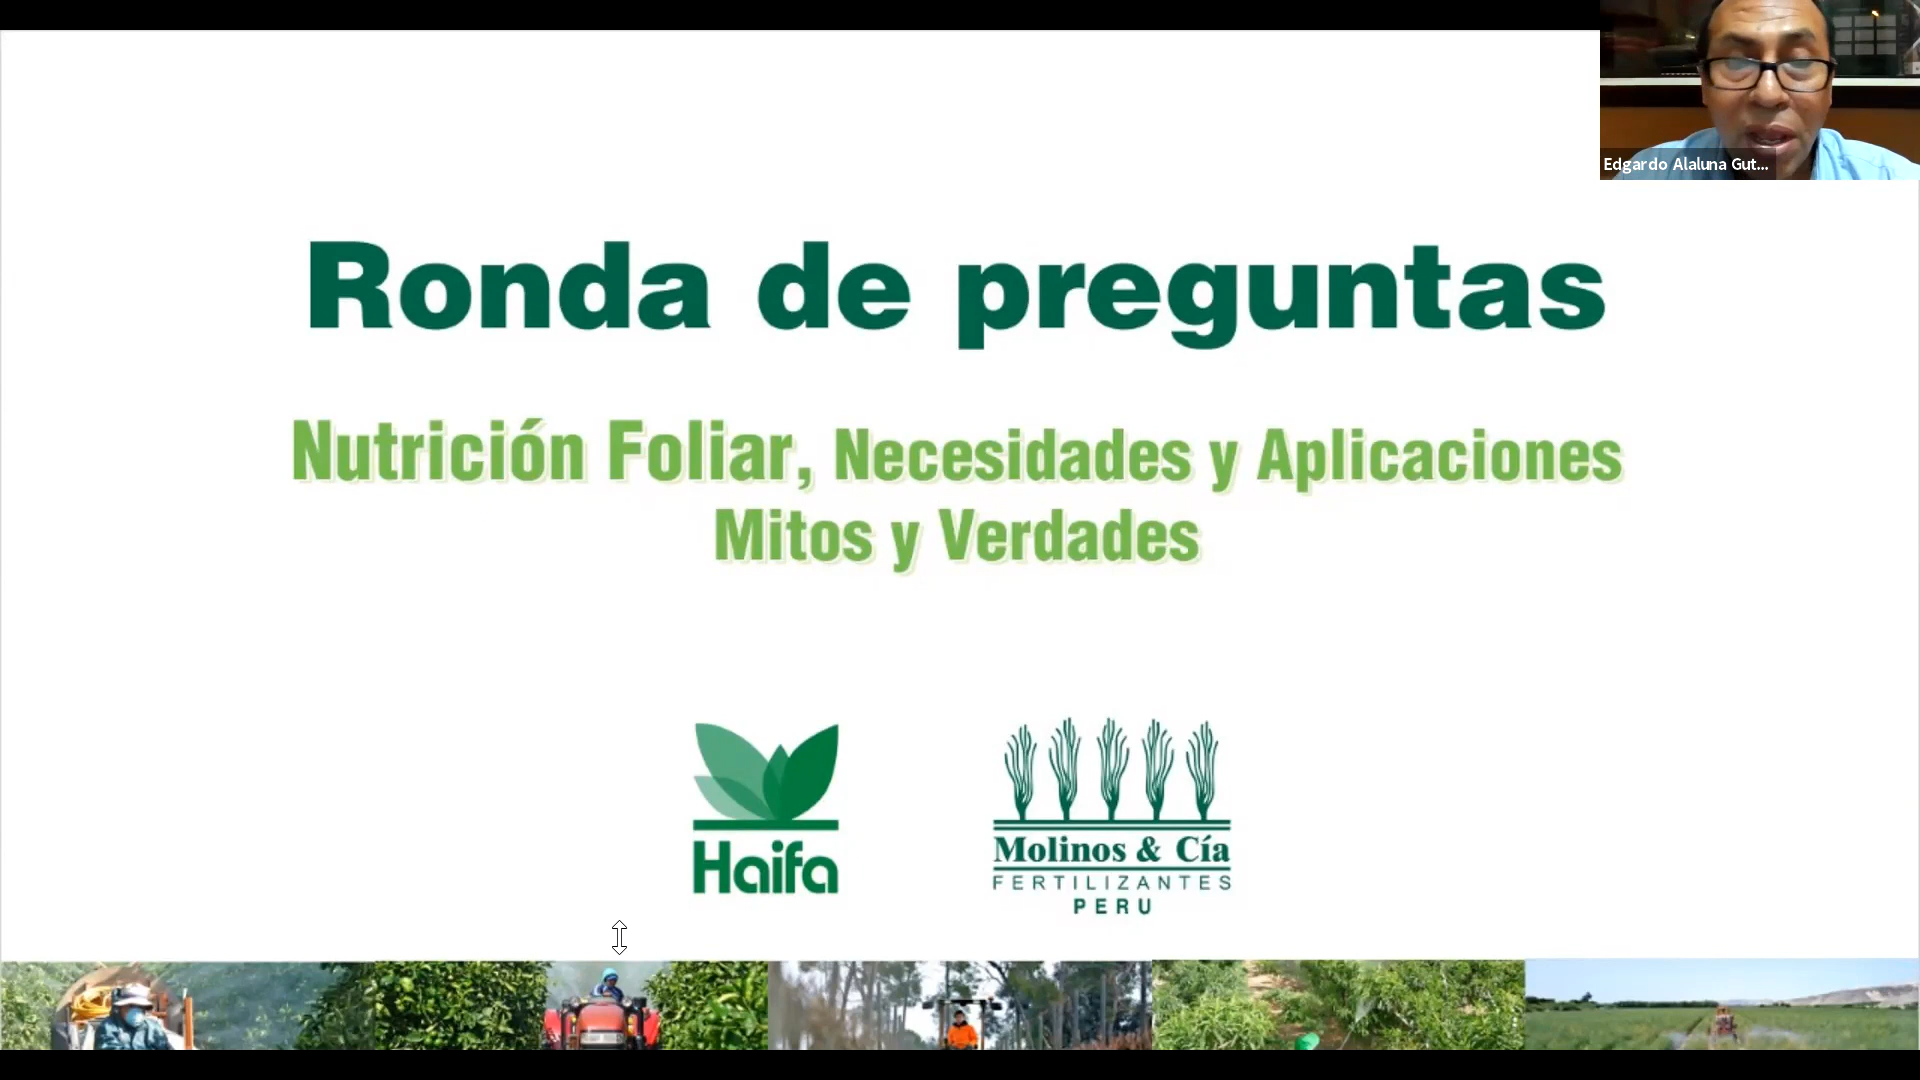 Edgardo Alaluna Gut...
Ronda de preguntas
Nutrición Foliar, Necesidades y Aplicaciones
Mitos y Verdades
Haifa
Molinos & Cía
FERTILIZANTES
PERU